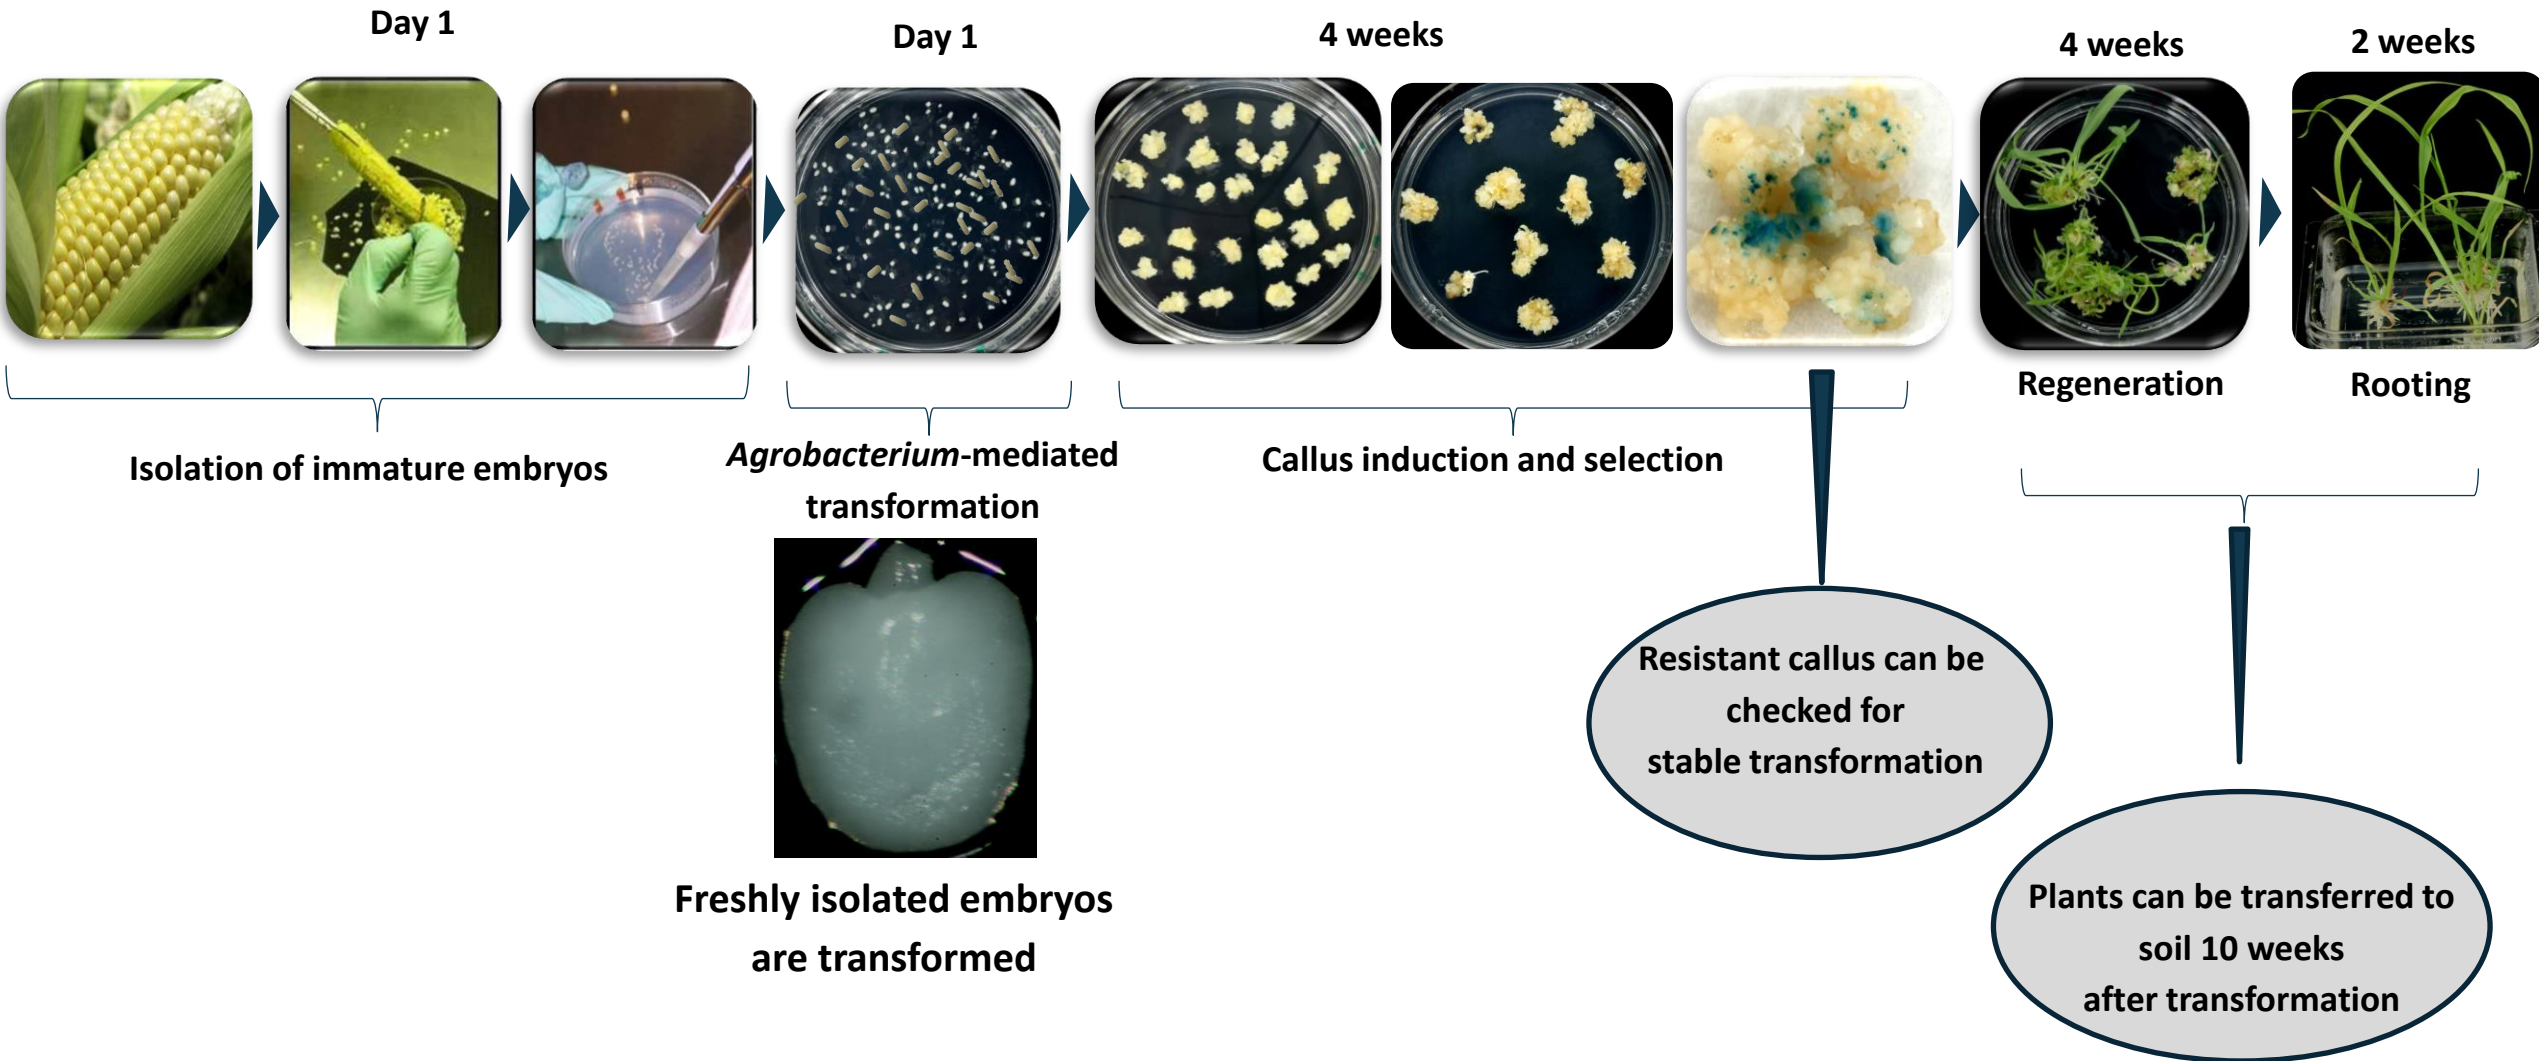 Day 1
Day 1
4 weeks
4 weeks
2 weeks
Isolation of immature embryos
Agrobacterium-mediated
transformation
Callus induction and selection
Regeneration
Rooting
Freshly isolated embryos
are transformed
Resistant callus can be
checked for
stable transformation
Plants can be transferred to
soil 10 weeks
after transformation